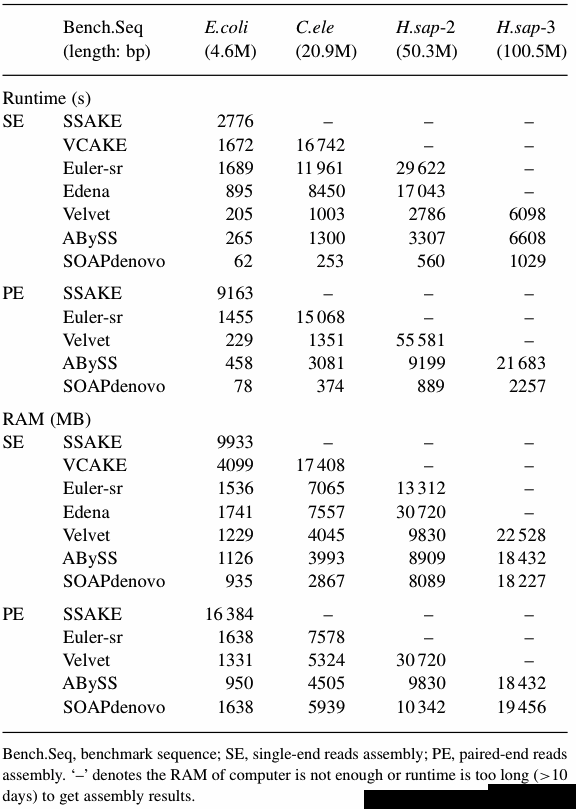 Bench.Seq E.coli C.ele H.sap-2 H.sap-3
(length: bp) (4.6M) (20.9M) (50.3M) (100.5M)
Runtime (s)
SE SSAKE 2776 – – –
VCAKE 1672 16 742 – –
Euler-sr 1689 11 961 29 622 –
Edena 895 8450 17 043 –
Velvet 205 1003 2786 6098
ABySS 265 1300 3307 6608
SOAPdenovo 62 253 560 1029
PE SSAKE 9163 – – –
Euler-sr 1455 15 068 – –
Velvet 229 1351 55 581 –
ABySS 458 3081 9199 21 683
SOAPdenovo 78 374 889 2257
RAM (MB)
SE SSAKE 9933 – – –
VCAKE 4099 17 408 – –
Euler-sr 1536 7065 13 312 –
Edena 1741 7557 30 720 –
Velvet 1229 4045 9830 22 528
ABySS 1126 3993 8909 18 432
SOAPdenovo 935 2867 8089 18 227
PE SSAKE 16 384 – – –
Euler-sr 1638 7578 – –
Velvet 1331 5324 30 720 –
ABySS 950 4505 9830 18 432
SOAPdenovo 1638 5939 10 342 19 456
Bench.Seq, benchmark sequence; SE, single-end reads assembly; PE, paired-end reads
assembly. ‘–’ denotes the RAM of computer is not enough or runtime is too long (>10
days) to get assembly results.